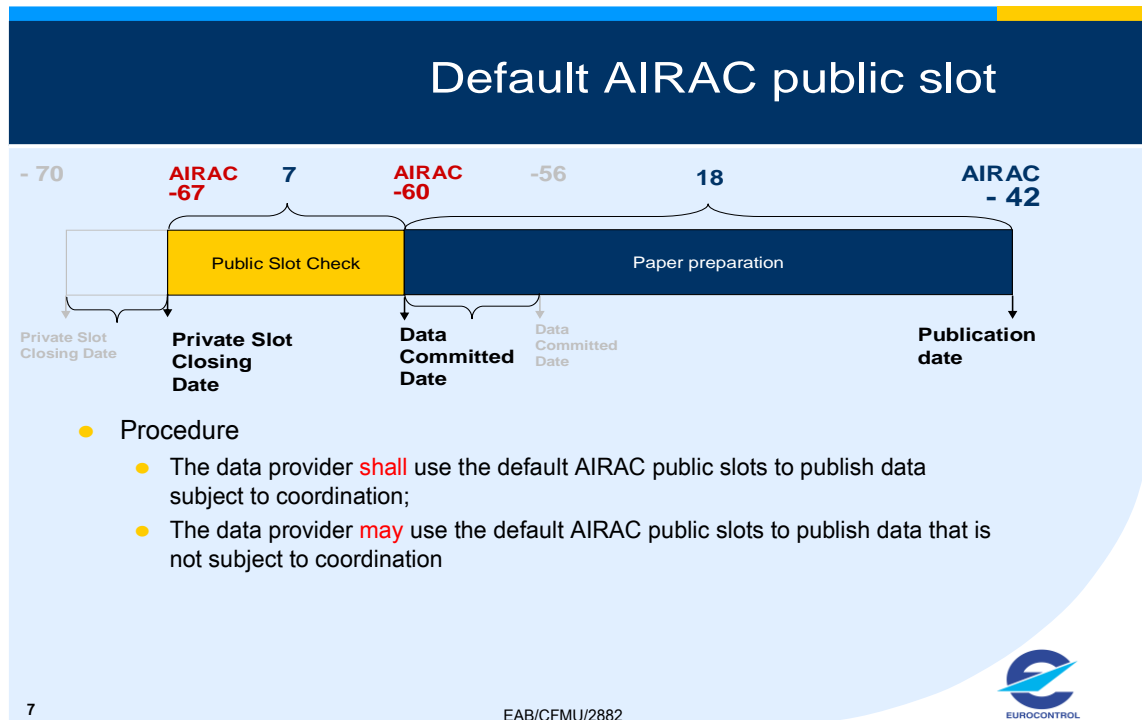 Default AIRAC public slot
- 70
AIRAC
-67
7
AIRAC
-60
-56
18
AIRAC
- 42
Public Slot Check
Paper preparation
Private Slot
Closing Date
Private Slot
Closing
Date
Data
Committed
Date
Data
Committed
Date
Publication
date
Procedure
The data provider shall use the default AIRAC public slots to publish data
subject to coordination;
The data provider may use the default AIRAC public slots to publish data that is
not subject to coordination
7
EAB/CFMU/2882
EUROCONTROL